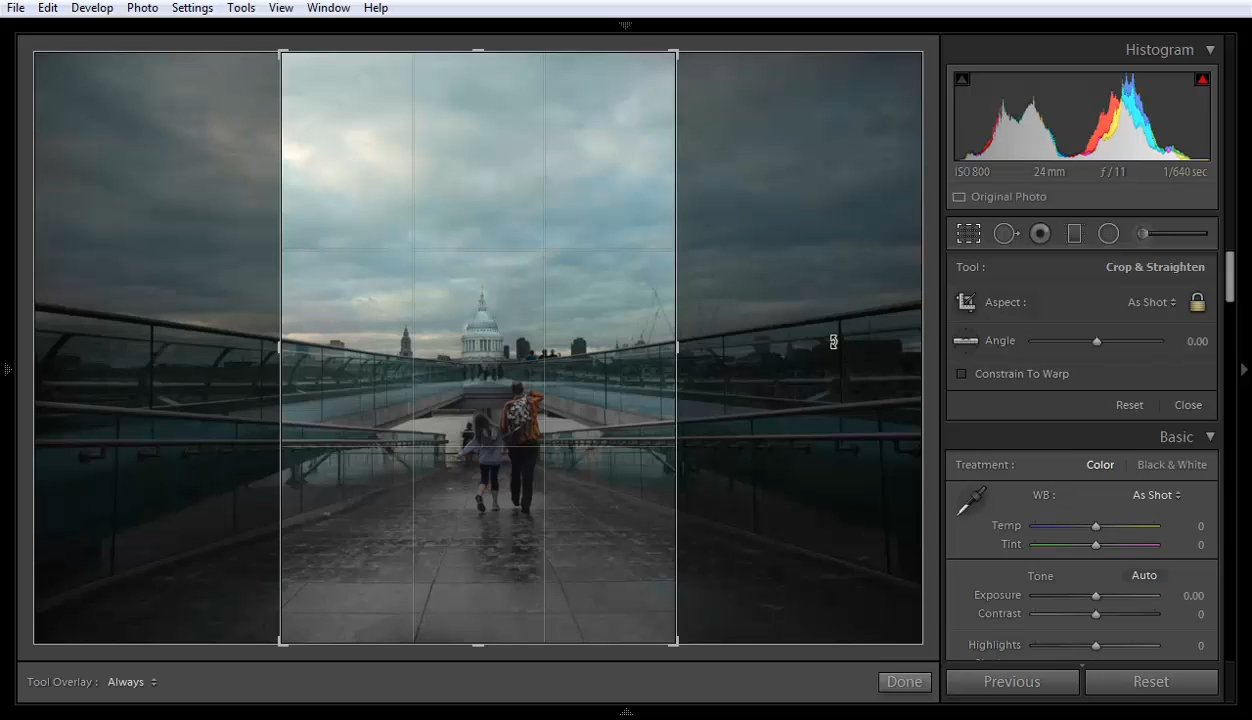 File Edit Develop Photo Settings Tools View Window Help
Histogram
ISO 800 24 mm ƒ / 11 1/640 sec
Original Photo
Tool : Crop & Straighten
Aspect : As Shot
Angle 0.00
Constrain To Warp
Reset Close
Basic
Treatment : Color Black & White
WB : As Shot
Temp 0
Tint 0
Tone Auto
Exposure 0.00
Contrast 0
Highlights 0
Tool Overlay : Always Done Previous Reset